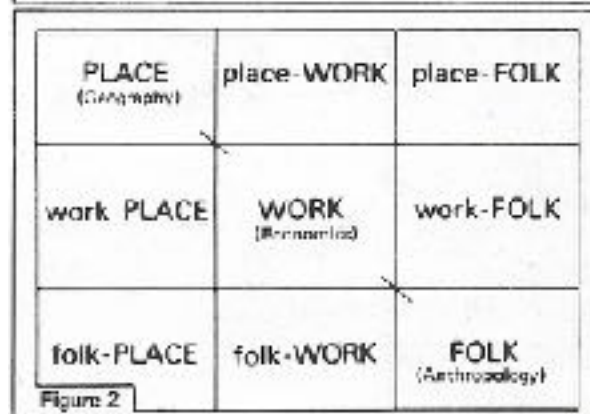 PLACE place-WORK place-FOLK
(Geography)
work PLACE WORK work-FOLK
(Economics)
folk-PLACE folk-WORK FOLK
(Anthropology)
Figure 2